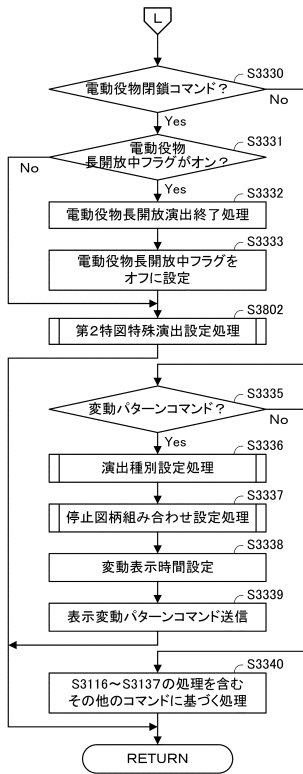 L
S3330
電動役物閉鎖コマンド？
No
Yes
S3331
電動役物
長開放中フラグがオン？
No
Yes
S3332
電動役物長開放演出終了処理
S3333
電動役物長開放中フラグを
オフに設定
S3802
第2特図特殊演出設定処理
S3335
変動パターンコマンド？
No
Yes
S3336
演出種別設定処理
S3337
停止図柄組み合わせ設定処理
S3338
変動表示時間設定
S3339
表示変動パターンコマンド送信
S3340
S3116～S3137の処理を含む
その他のコマンドに基づく処理
RETURN